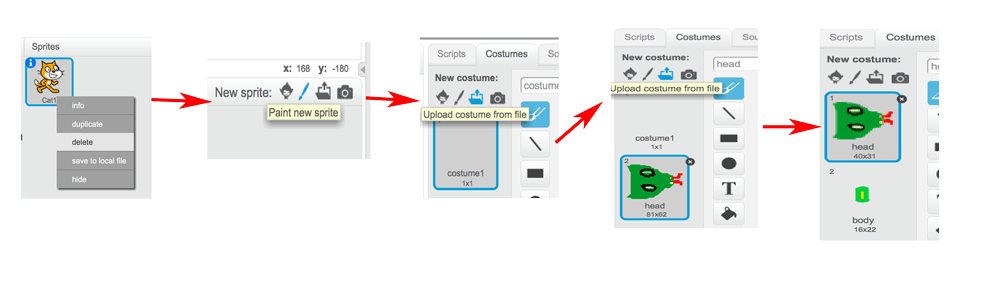 Sprites
Cat1
info
duplicate
delete
save to local file
hide
x: 168 y: -180
New sprite:
Paint new sprite
Scripts Costumes So
New costume:
costume
Upload costume from file
costume1
1x1
Scripts Costumes Sou
New costume:
head
Upload costume from file
costume1
1x1
2
head
81x62
T
Scripts Costumes
New costume:
1
head
40x31
2
body
16x22